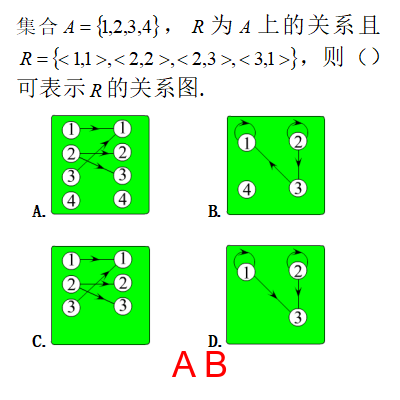 集合 A = {1,2,3,4}，R 为 A 上的关系且
R = {<1,1>,<2,2>,<2,3>,<3,1>}，则（）
可表示 R 的关系图.
1 1
2 2
3 3
4 4
A.
1 2
4 3
B.
1 1
2 2
3 3
C.
1 2
3
D.
A B